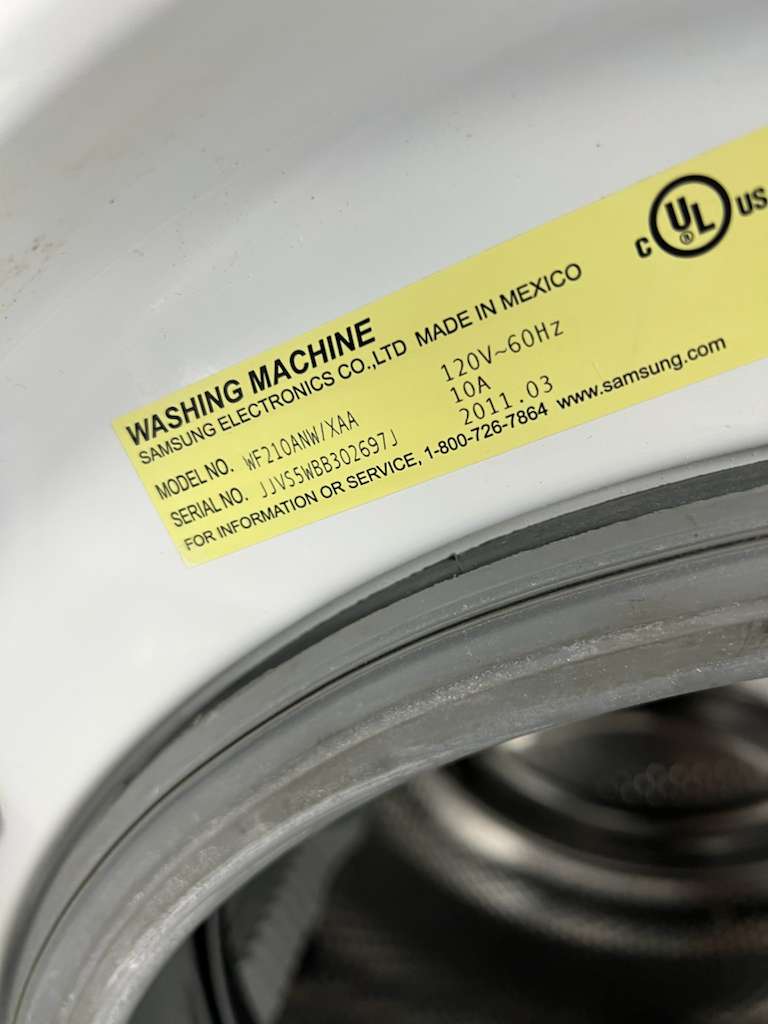 WASHING MACHINE
SAMSUNG ELECTRONICS CO.,LTD MADE IN MEXICO
MODEL NO. WF210ANW/XAA 120V~60Hz
10A
SERIAL NO. JJVS5WBB302697J 2011.03
FOR INFORMATION OR SERVICE, 1-800-726-7864 www.samsung.com
C UL ® US